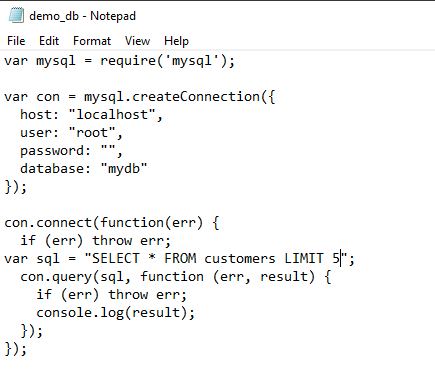 demo_db - Notepad
File Edit Format View Help
var mysql = require('mysql');

var con = mysql.createConnection({
  host: "localhost",
  user: "root",
  password: "",
  database: "mydb"
});

con.connect(function(err) {
  if (err) throw err;
var sql = "SELECT * FROM customers LIMIT 5";
  con.query(sql, function (err, result) {
    if (err) throw err;
    console.log(result);
  });
});